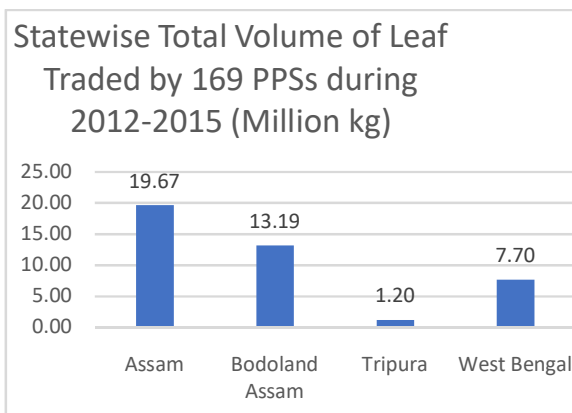 Statewise Total Volume of Leaf
Traded by 169 PPSs during
2012-2015 (Million kg)
25.00
20.00
15.00
10.00
5.00
0.00
19.67
13.19
1.20
7.70
Assam
Bodoland
Assam
Tripura
West Bengal